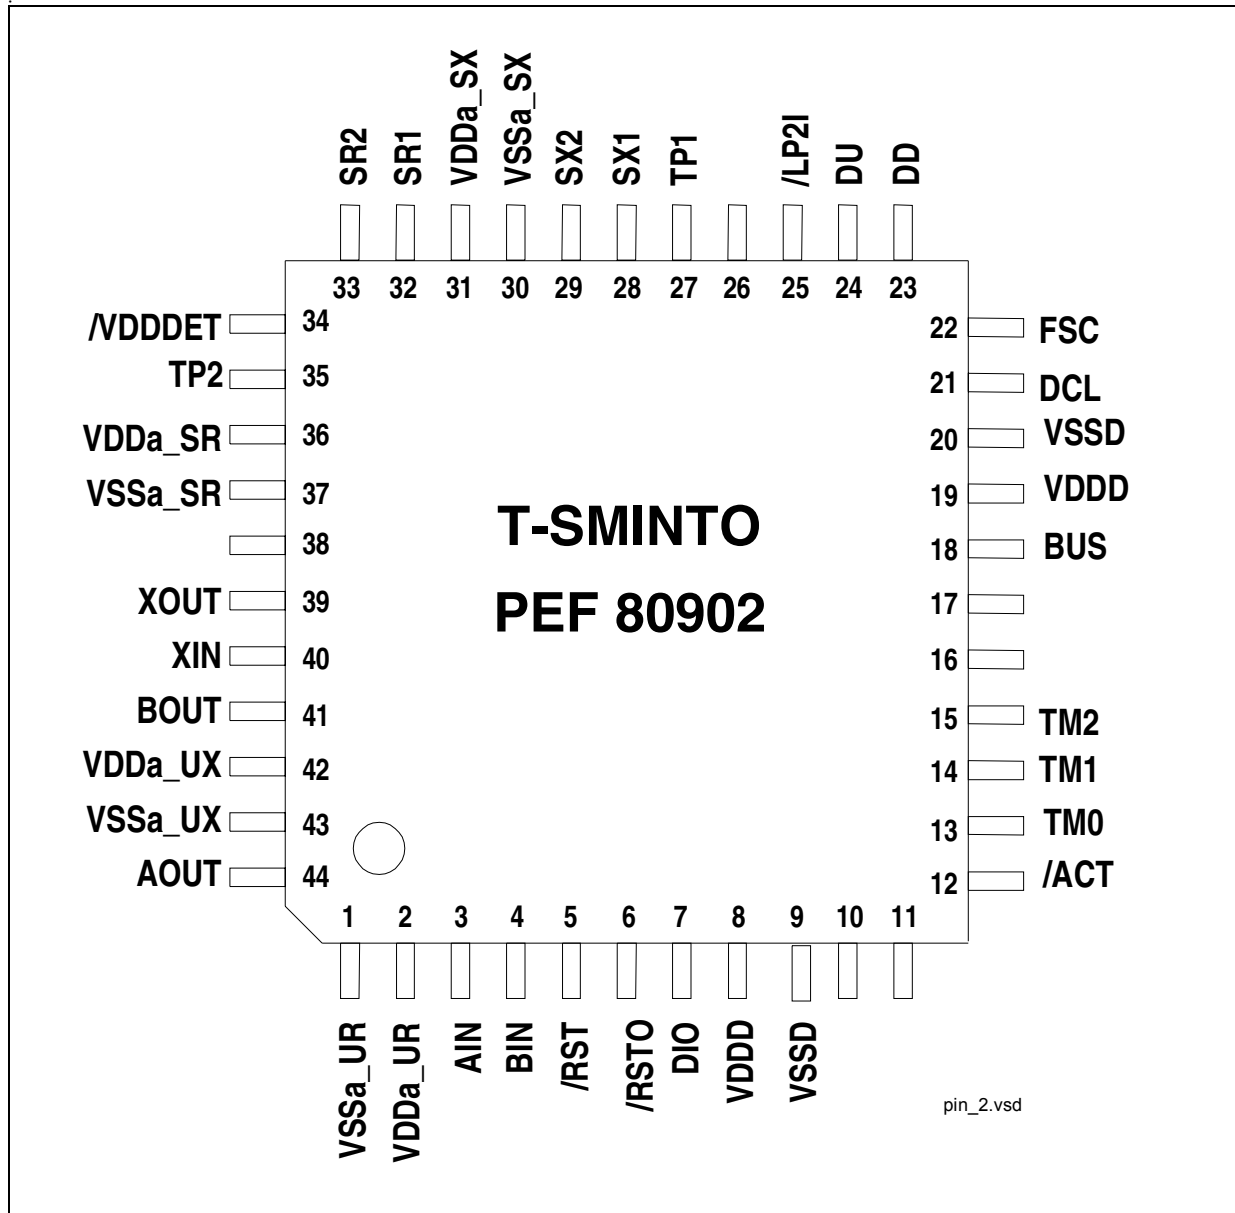 SR2
SR1
VDDa_SX
VSSa_SX
SX2
SX1
TP1
/LP2I
DU
DD
33 32 31 30 29 28 27 26 25 24 23
/VDDDET 34
TP2 35
VDDa_SR 36
VSSa_SR 37
38
XOUT 39
XIN 40
BOUT 41
VDDa_UX 42
VSSa_UX 43
AOUT 44
T-SMINTO
PEF 80902
22 FSC
21 DCL
20 VSSD
19 VDDD
18 BUS
17
16
15 TM2
14 TM1
13 TM0
12 /ACT
1 2 3 4 5 6 7 8 9 10 11
VSSa_UR
VDDa_UR
AIN
BIN
/RST
/RSTO
DIO
VDDD
VSSD
pin_2.vsd